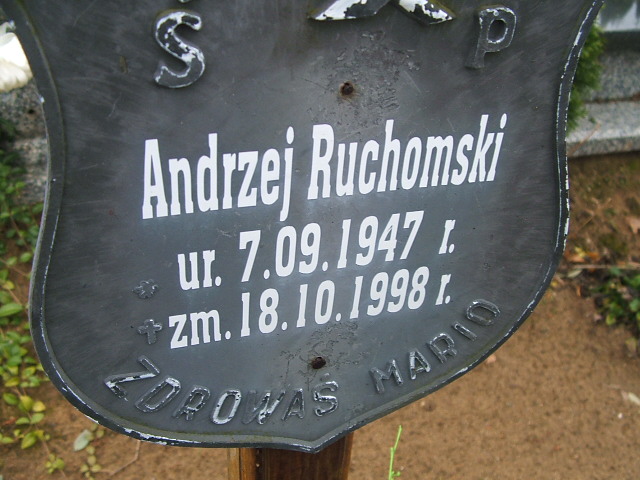 S P
Andrzej Ruchomski
ur. 7.09.1947 r.
zm. 18.10.1998 r.
ZDROWAŚ MARIO